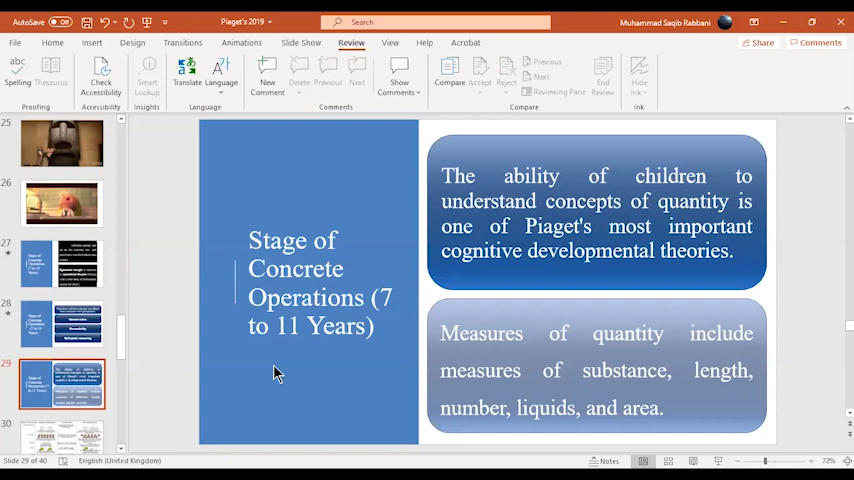 AutoSave Off
Piaget's 2019
Search
Muhammad Saqib Rabbani
File Home Insert Design Transitions Animations Slide Show Review View Help Acrobat
Share Comments
Spelling Thesaurus
Check Accessibility
Smart Lookup
Translate Language
New Comment
Delete Previous Next
Show Comments
Compare Accept Reject
Previous
Next
Reviewing Pane
End Review
Hide Ink
Proofing Accessibility Insights Language Comments Compare Ink
25
26
27
28
29
30
Stage of
Concrete
Operations (7
to 11 Years)
The ability of children to
understand concepts of quantity is
one of Piaget's most important
cognitive developmental theories.
Measures of quantity include
measures of substance, length,
number, liquids, and area.
Slide 29 of 40
English (United Kingdom)
Notes
72%